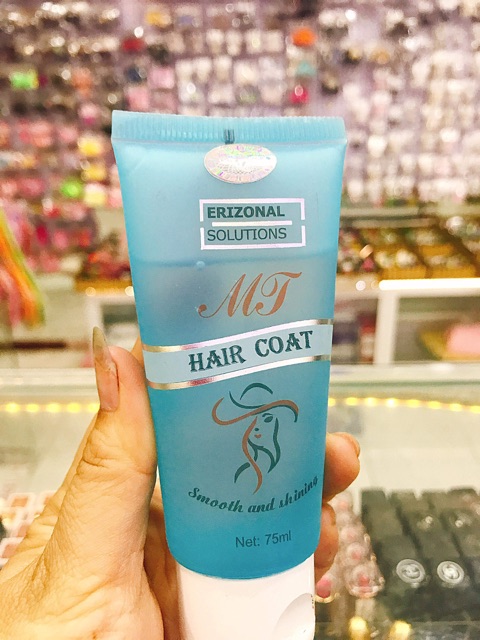 ERIZONAL
SOLUTIONS
MT
HAIR COAT
Smooth and shining
Net: 75ml